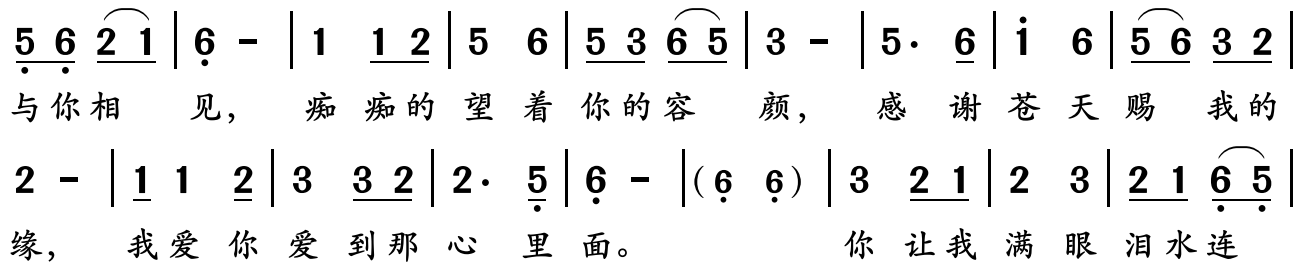 5 6 2 1 | 6 - | 1 1 2 | 5 6 | 5 3 6 5 | 3 - | 5· 6 | i 6 | 5 6 3 2 |
与你相见，痴痴的望着你的容颜，感谢苍天赐我的
2 - | 1 1 2 | 3 3 2 | 2· 5 | 6 - | (6 6) | 3 2 1 | 2 3 | 2 1 6 5 |
缘，我爱你爱到那心里面。你让我满眼泪水连